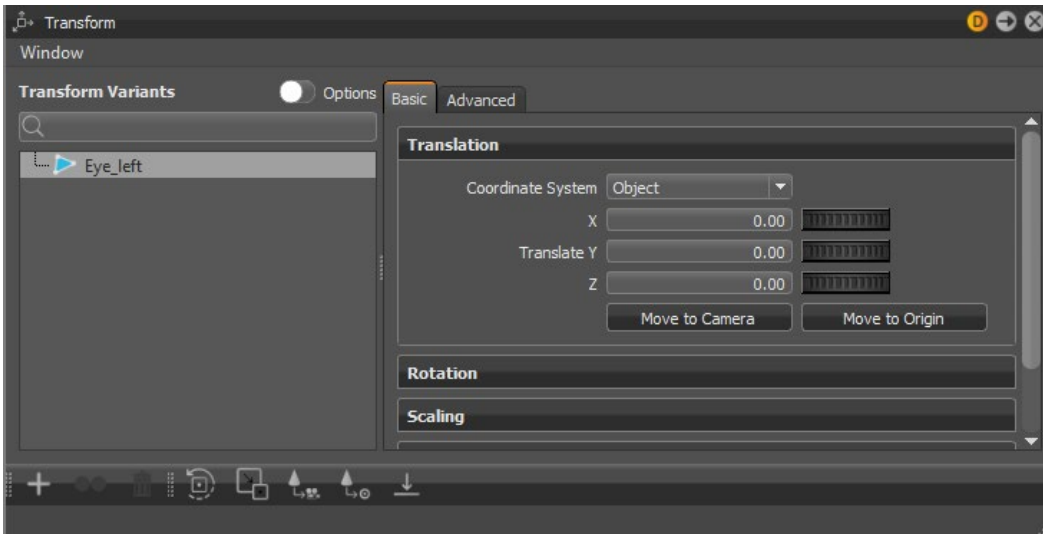 Transform
D
Window
Transform Variants
Options
Basic
Advanced
Eye_left
Translation
Coordinate System Object
X 0.00
Translate Y 0.00
Z 0.00
Move to Camera
Move to Origin
Rotation
Scaling